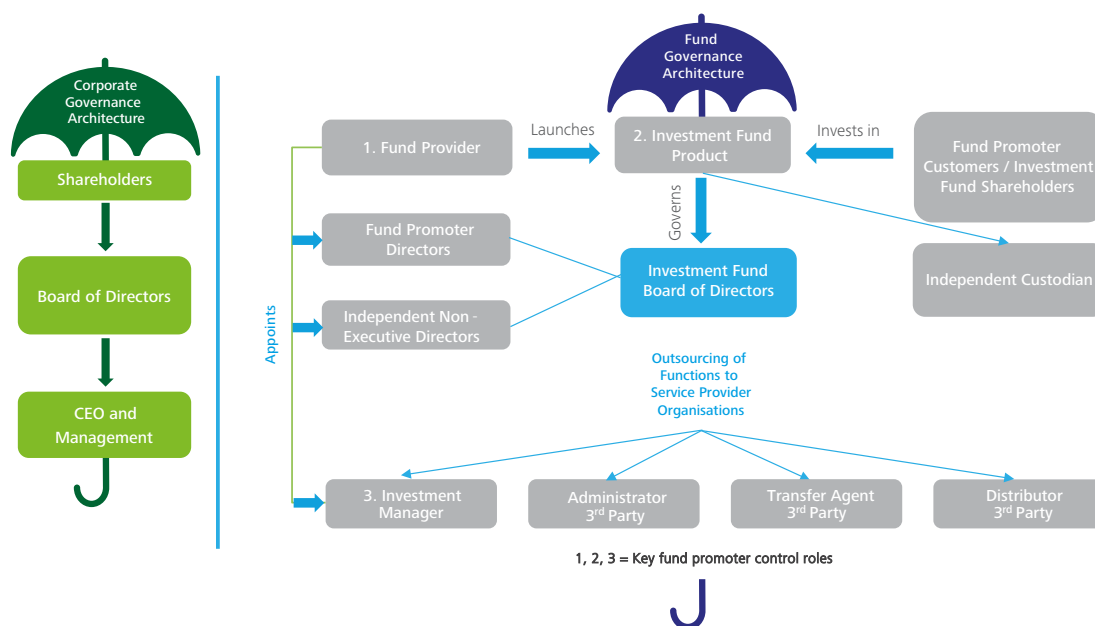 Corporate
Governance
Architecture
Shareholders
Board of Directors
CEO and
Management
Fund
Governance
Architecture
1. Fund Provider
Launches
2. Investment Fund
Product
Invests in
Fund Promoter
Customers / Investment
Fund Shareholders
Governs
Fund Promoter
Directors
Investment Fund
Board of Directors
Independent Custodian
Independent Non -
Executive Directors
Appoints
Outsourcing of
Functions to
Service Provider
Organisations
3. Investment
Manager
Administrator
3rd Party
Transfer Agent
3rd Party
Distributor
3rd Party
1, 2, 3 = Key fund promoter control roles